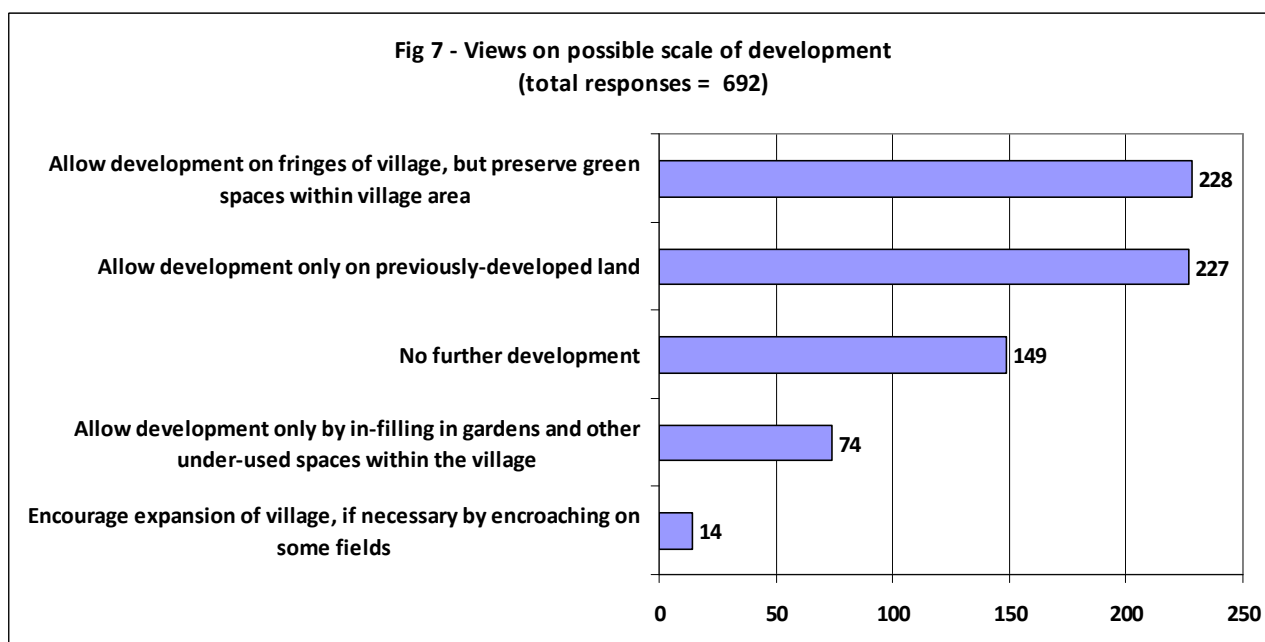 Fig 7 - Views on possible scale of development
(total responses =  692)
Allow development on fringes of village, but preserve green
spaces within village area
228
Allow development only on previously-developed land
227
No further development
149
Allow development only by in-filling in gardens and other
under-used spaces within the village
74
Encourage expansion of village, if necessary by encroaching on
some fields
14
0 50 100 150 200 250